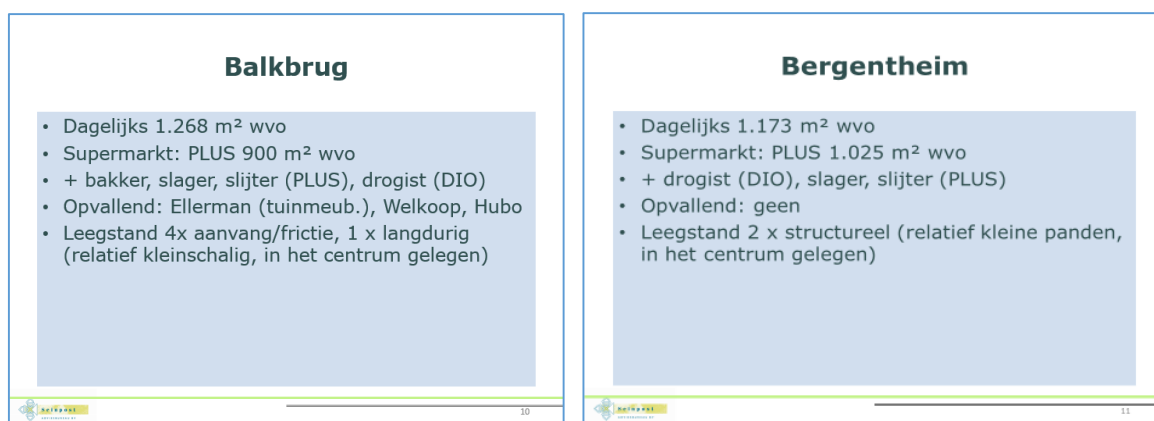 Balkbrug
• Dagelijks 1.268 m² wvo
• Supermarkt: PLUS 900 m² wvo
• + bakker, slager, slijter (PLUS), drogist (DIO)
• Opvallend: Ellerman (tuinmeub.), Welkoop, Hubo
• Leegstand 4x aanvang/frictie, 1 x langdurig
(relatief kleinschalig, in het centrum gelegen)
Seinpost
10
Bergentheim
• Dagelijks 1.173 m² wvo
• Supermarkt: PLUS 1.025 m² wvo
• + drogist (DIO), slager, slijter (PLUS)
• Opvallend: geen
• Leegstand 2 x structureel (relatief kleine panden,
in het centrum gelegen)
Seinpost
11